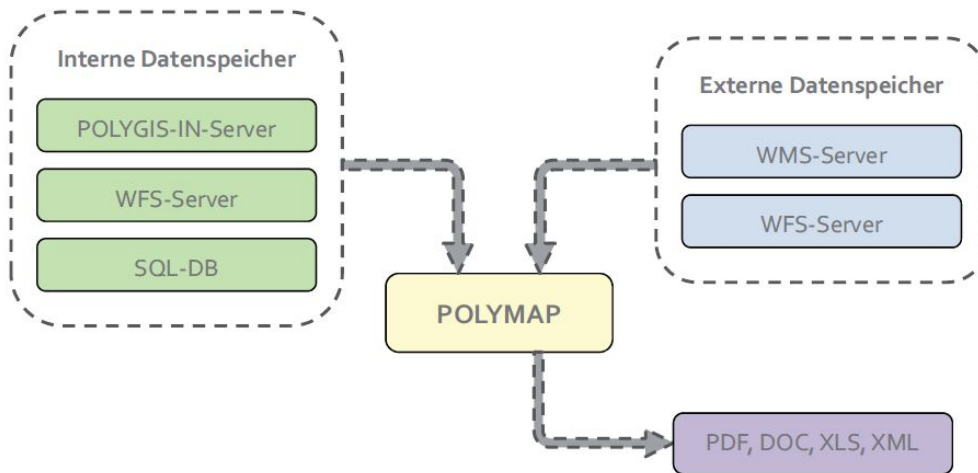 Interne Datenspeicher
POLYGIS-IN-Server
WFS-Server
SQL-DB
Externe Datenspeicher
WMS-Server
WFS-Server
POLYMAP
PDF, DOC, XLS, XML